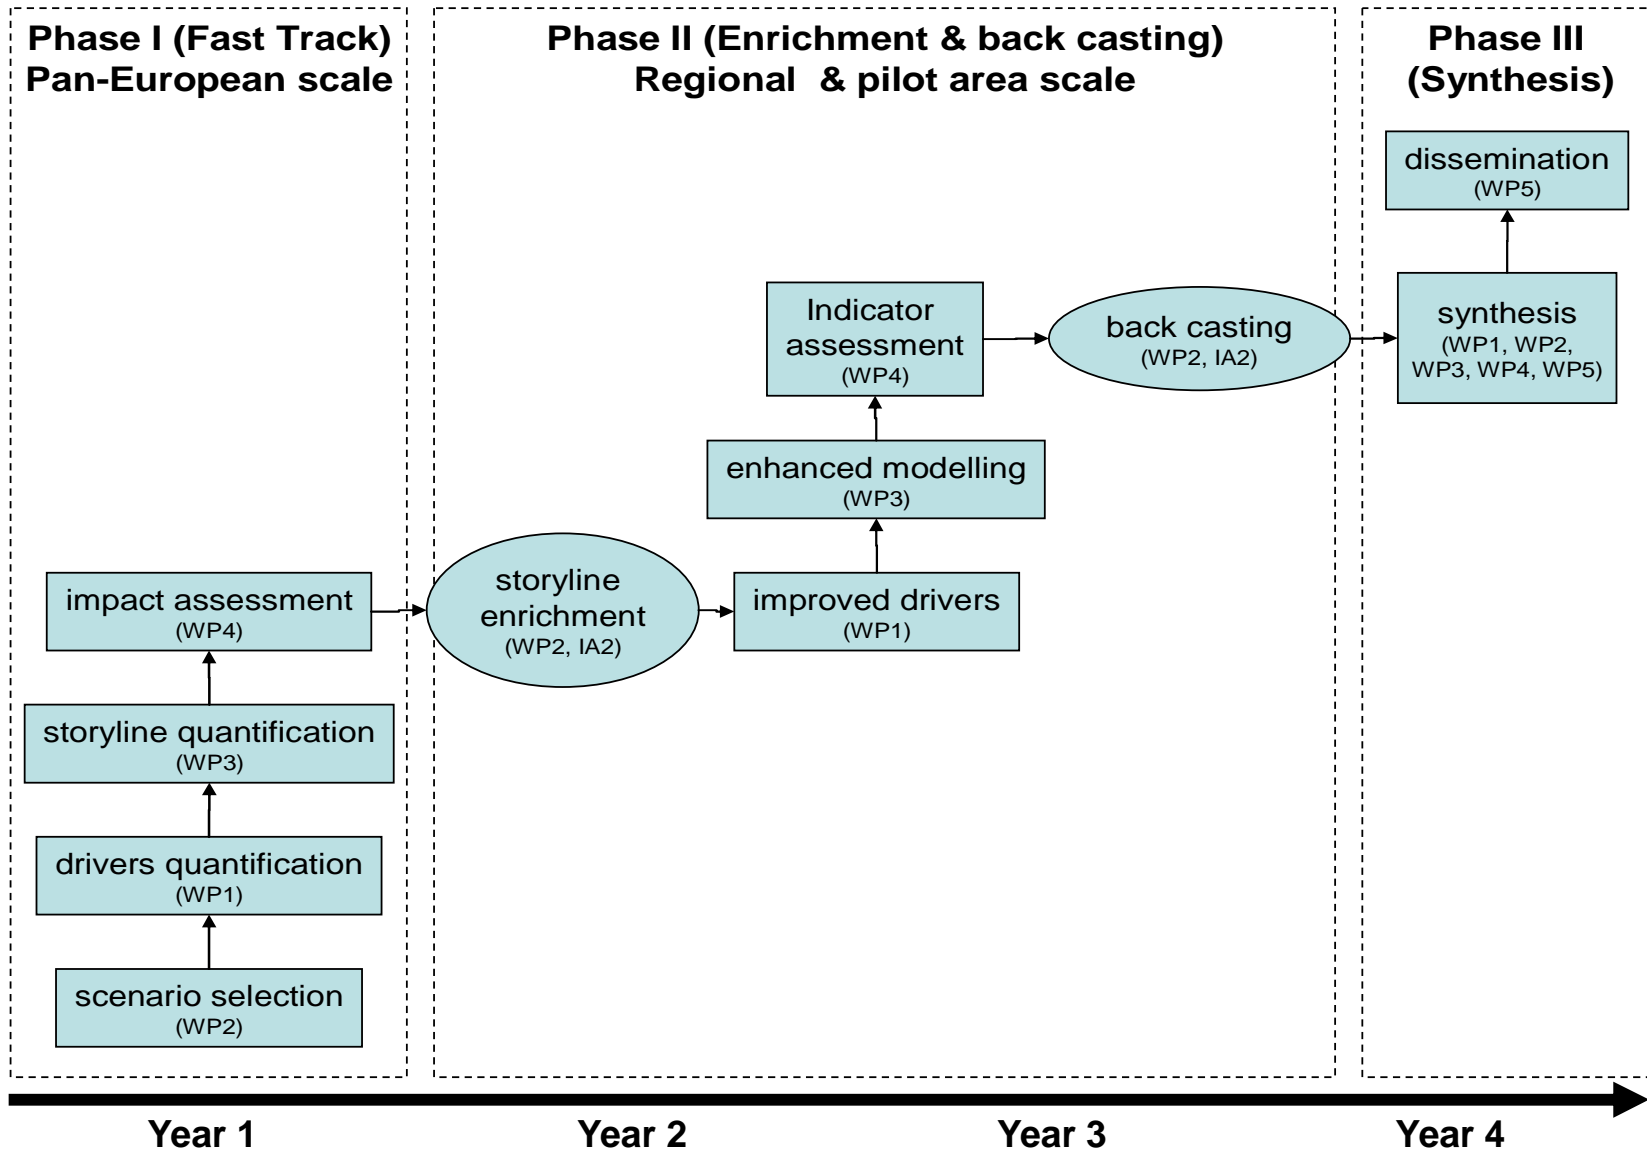 Phase I (Fast Track)
Pan-European scale
Phase II (Enrichment & back casting)
Regional & pilot area scale
Phase III
(Synthesis)
dissemination
(WP5)
synthesis
(WP1, WP2,
WP3, WP4, WP5)
Indicator
assessment
(WP4)
back casting
(WP2, IA2)
enhanced modelling
(WP3)
storyline
enrichment
(WP2, IA2)
improved drivers
(WP1)
impact assessment
(WP4)
storyline quantification
(WP3)
drivers quantification
(WP1)
scenario selection
(WP2)
Year 1
Year 2
Year 3
Year 4